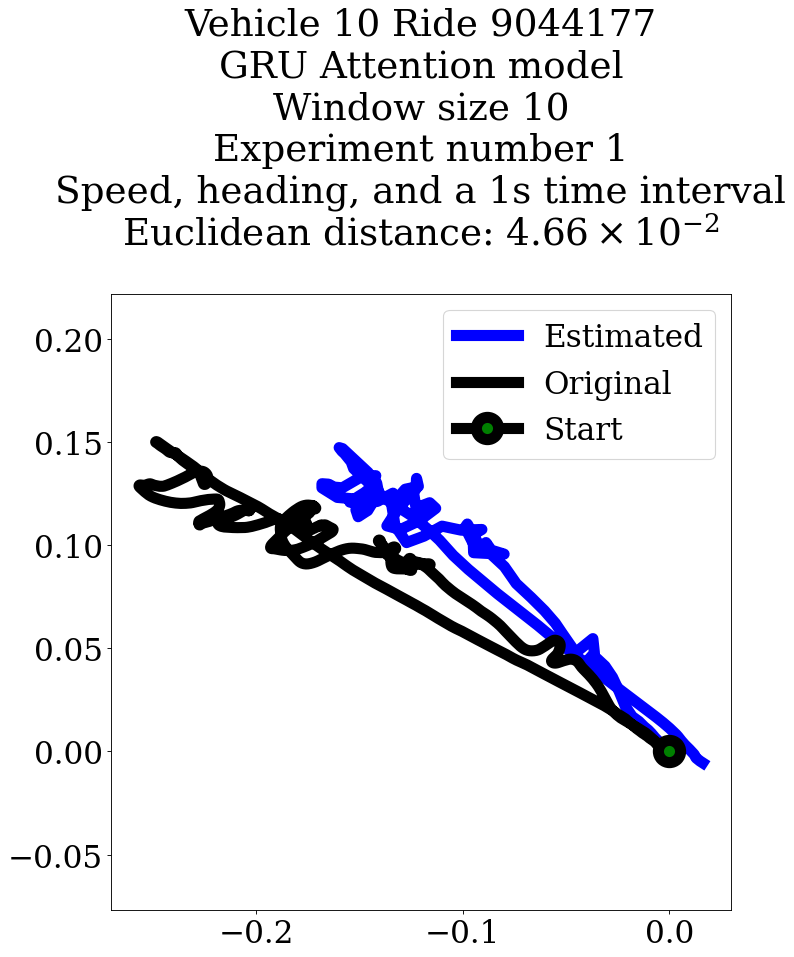 Vehicle 10 Ride 9044177
GRU Attention model
Window size 10
Experiment number 1
Speed, heading, and a 1s time interval
Euclidean distance: 4.66 × 10⁻²
Estimated
Original
Start
0.20
0.15
0.10
0.05
0.00
−0.05
−0.2
−0.1
0.0